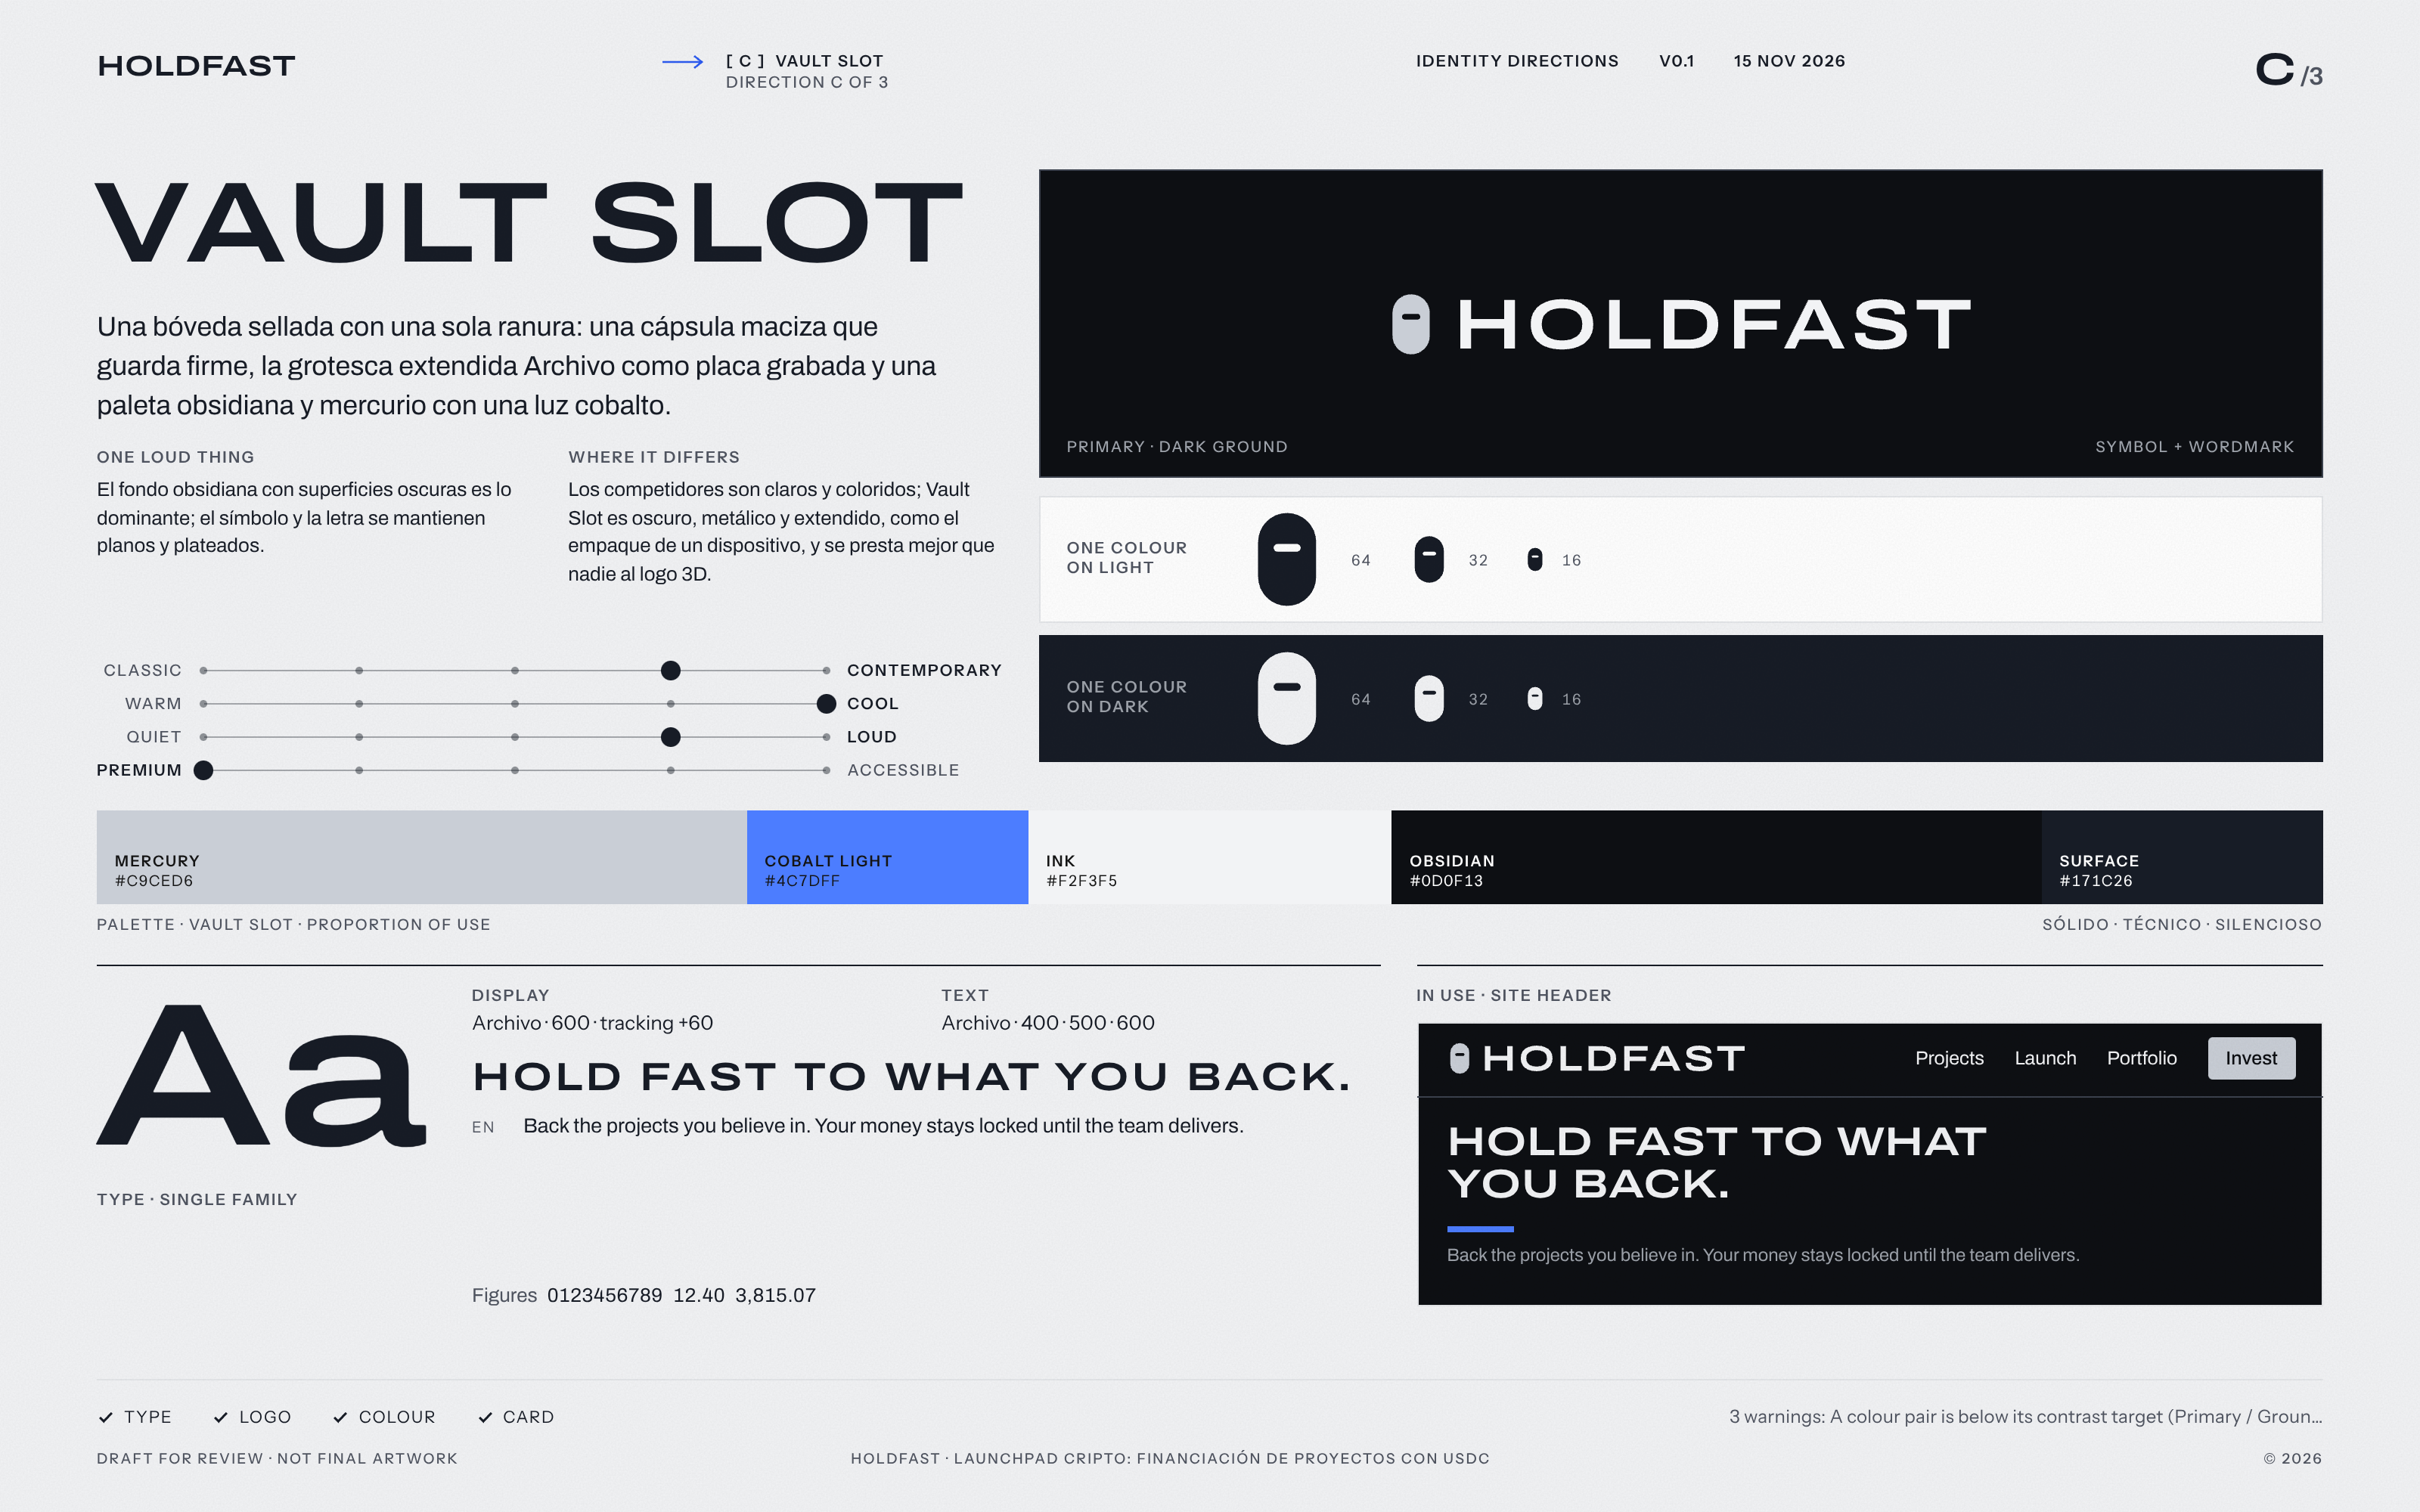 HOLDFAST
[ C ] VAULT SLOT
DIRECTION C OF 3
IDENTITY DIRECTIONS V0.1 15 NOV 2026
C /3
VAULT SLOT
Una bóveda sellada con una sola ranura: una cápsula maciza que
guarda firme, la grotesca extendida Archivo como placa grabada y una
paleta obsidiana y mercurio con una luz cobalto.
ONE LOUD THING
El fondo obsidiana con superficies oscuras es lo
dominante; el símbolo y la letra se mantienen
planos y plateados.
WHERE IT DIFFERS
Los competidores son claros y coloridos; Vault
Slot es oscuro, metálico y extendido, como el
empaque de un dispositivo, y se presta mejor que
nadie al logo 3D.
CLASSIC CONTEMPORARY
WARM COOL
QUIET LOUD
PREMIUM ACCESSIBLE
HOLDFAST
PRIMARY · DARK GROUND SYMBOL + WORDMARK
ONE COLOUR
ON LIGHT
64 32 16
ONE COLOUR
ON DARK
64 32 16
MERCURY
#C9CED6
COBALT LIGHT
#4C7DFF
INK
#F2F3F5
OBSIDIAN
#0D0F13
SURFACE
#171C26
PALETTE · VAULT SLOT · PROPORTION OF USE
SÓLIDO · TÉCNICO · SILENCIOSO
Aa
TYPE · SINGLE FAMILY
DISPLAY
Archivo · 600 · tracking +60
TEXT
Archivo · 400 · 500 · 600
HOLD FAST TO WHAT YOU BACK.
EN Back the projects you believe in. Your money stays locked until the team delivers.
Figures 0123456789 12.40 3,815.07
IN USE · SITE HEADER
HOLDFAST Projects Launch Portfolio Invest
HOLD FAST TO WHAT
YOU BACK.
Back the projects you believe in. Your money stays locked until the team delivers.
TYPE LOGO COLOUR CARD
3 warnings: A colour pair is below its contrast target (Primary / Groun…
DRAFT FOR REVIEW · NOT FINAL ARTWORK
HOLDFAST · LAUNCHPAD CRIPTO: FINANCIACIÓN DE PROYECTOS CON USDC
© 2026